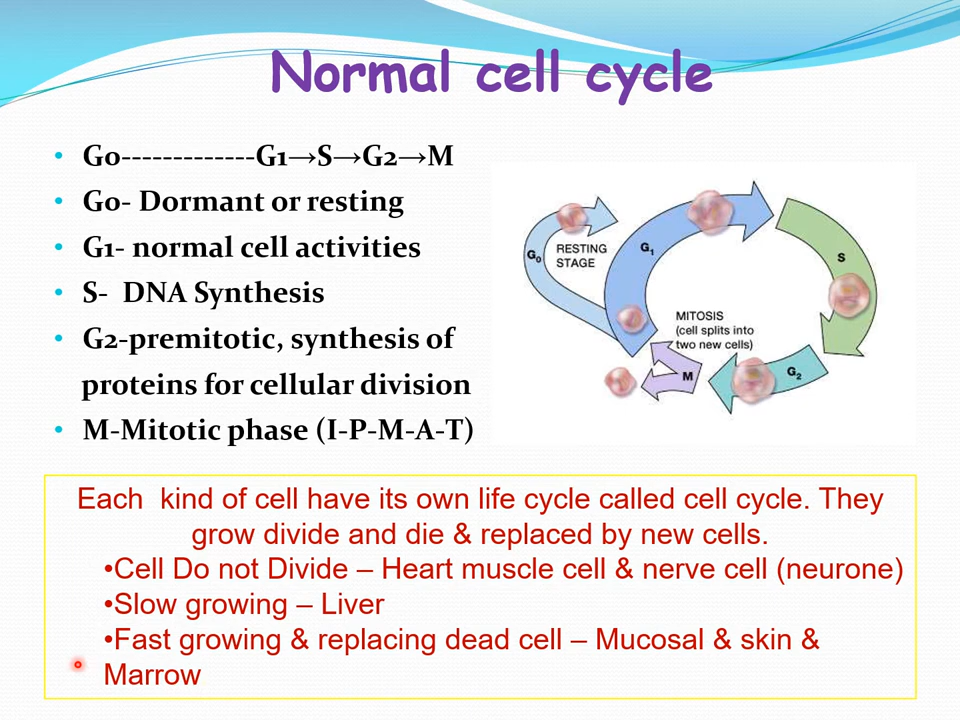 Normal cell cycle
• G0-------------G1→S→G2→M
• G0- Dormant or resting
• G1- normal cell activities
• S- DNA Synthesis
• G2-premitotic, synthesis of
proteins for cellular division
• M-Mitotic phase (I-P-M-A-T)
G0
RESTING
STAGE
G1
S
MITOSIS
(cell splits into
two new cells)
M
G2
Each kind of cell have its own life cycle called cell cycle. They
grow divide and die & replaced by new cells.
•Cell Do not Divide – Heart muscle cell & nerve cell (neurone)
•Slow growing – Liver
•Fast growing & replacing dead cell – Mucosal & skin &
Marrow